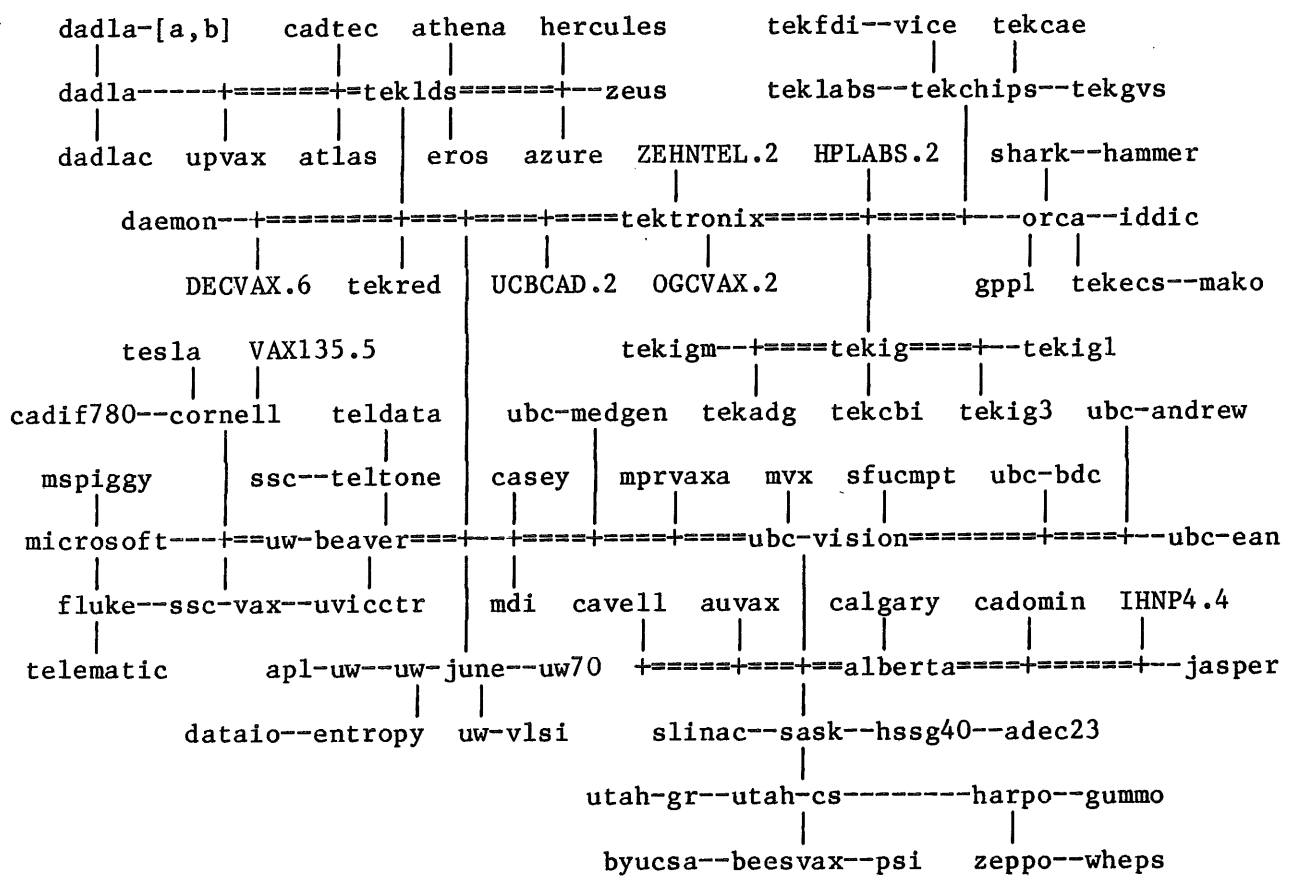 dadla-[a,b] cadtec athena hercules tekfdi--vice tekcae
dadla-----+======+=teklds======+--zeus teklabs--tekchips--tekgvs
dadlac upvax atlas eros azure ZEHNTEL.2 HPLABS.2 shark--hammer
daemon--+========+===+====+====tektronix======+=====+---orca--iddic
DECVAX.6 tekred UCBCAD.2 OGCVAX.2 gppl tekecs--mako
tesla VAX135.5 tekigm--+====tekig====+--tekigl
cadif780--cornell teldata ubc-medgen tekadg tekcbi tekig3 ubc-andrew
mspiggy ssc--teltone casey mprvaxa mvx sfucmpt ubc-bdc
microsoft---+==uw-beaver===+--+====+====+====ubc-vision========+====+--ubc-ean
fluke--ssc-vax--uvicctr mdi cavell auvax calgary cadomin IHNP4.4
telematic apl-uw--uw-june--uw70 +=====+===+==alberta====+======+--jasper
dataio--entropy uw-vlsi slinac--sask--hssg40--adec23
utah-gr--utah-cs--------harpo--gummo
byucsa--beesvax--psi zeppo--wheps